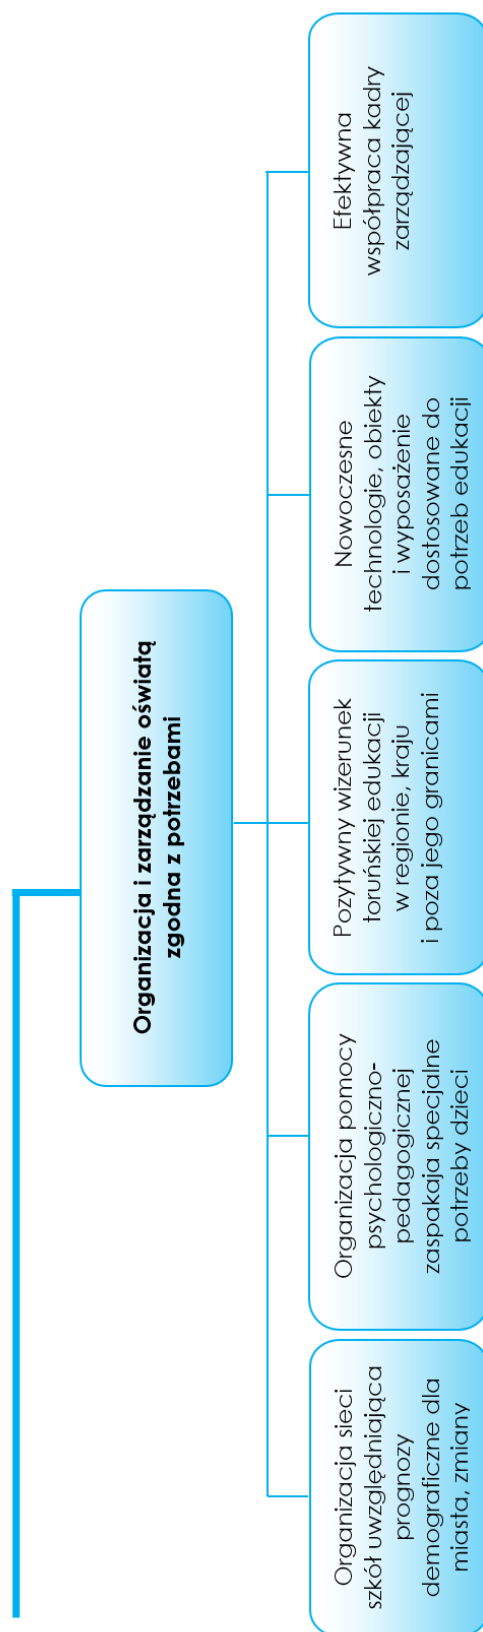 Organizacja i zarządzanie oświatą
zgodna z potrzebami
Organizacja sieci
szkół uwzględniająca
prognozy
demograficzne dla
miasta, zmiany
Organizacja pomocy
psychologiczno-
pedagogicznej
zaspakaja specjalne
potrzeby dzieci
Pozytywny wizerunek
toruńskiej edukacji
w regionie, kraju
i poza jego granicami
Nowoczesne
technologie, obiekty
i wyposażenie
dostosowane do
potrzeb edukacji
Efektywna
współpraca kadry
zarządzającej